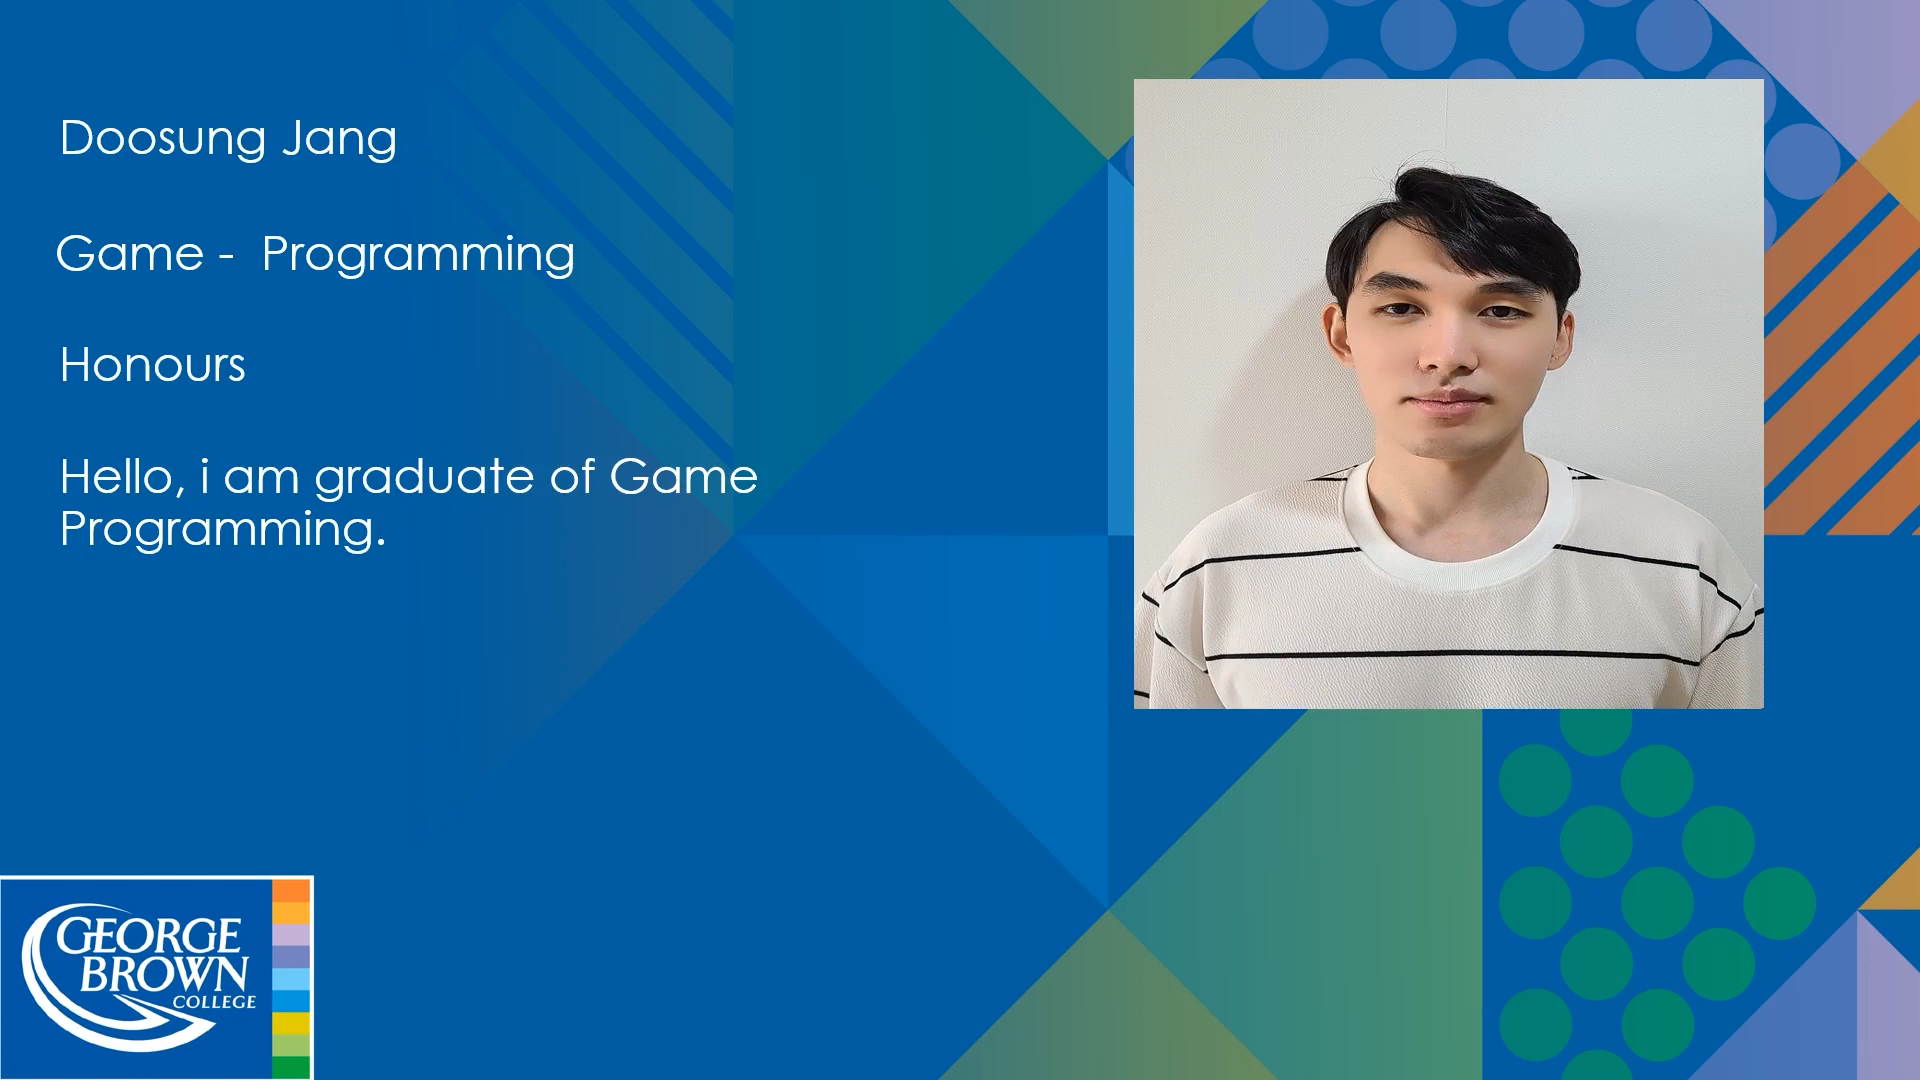 Doosung Jang
Game -  Programming
Honours
Hello, i am graduate of Game
Programming.
GEORGE
BROWN
COLLEGE